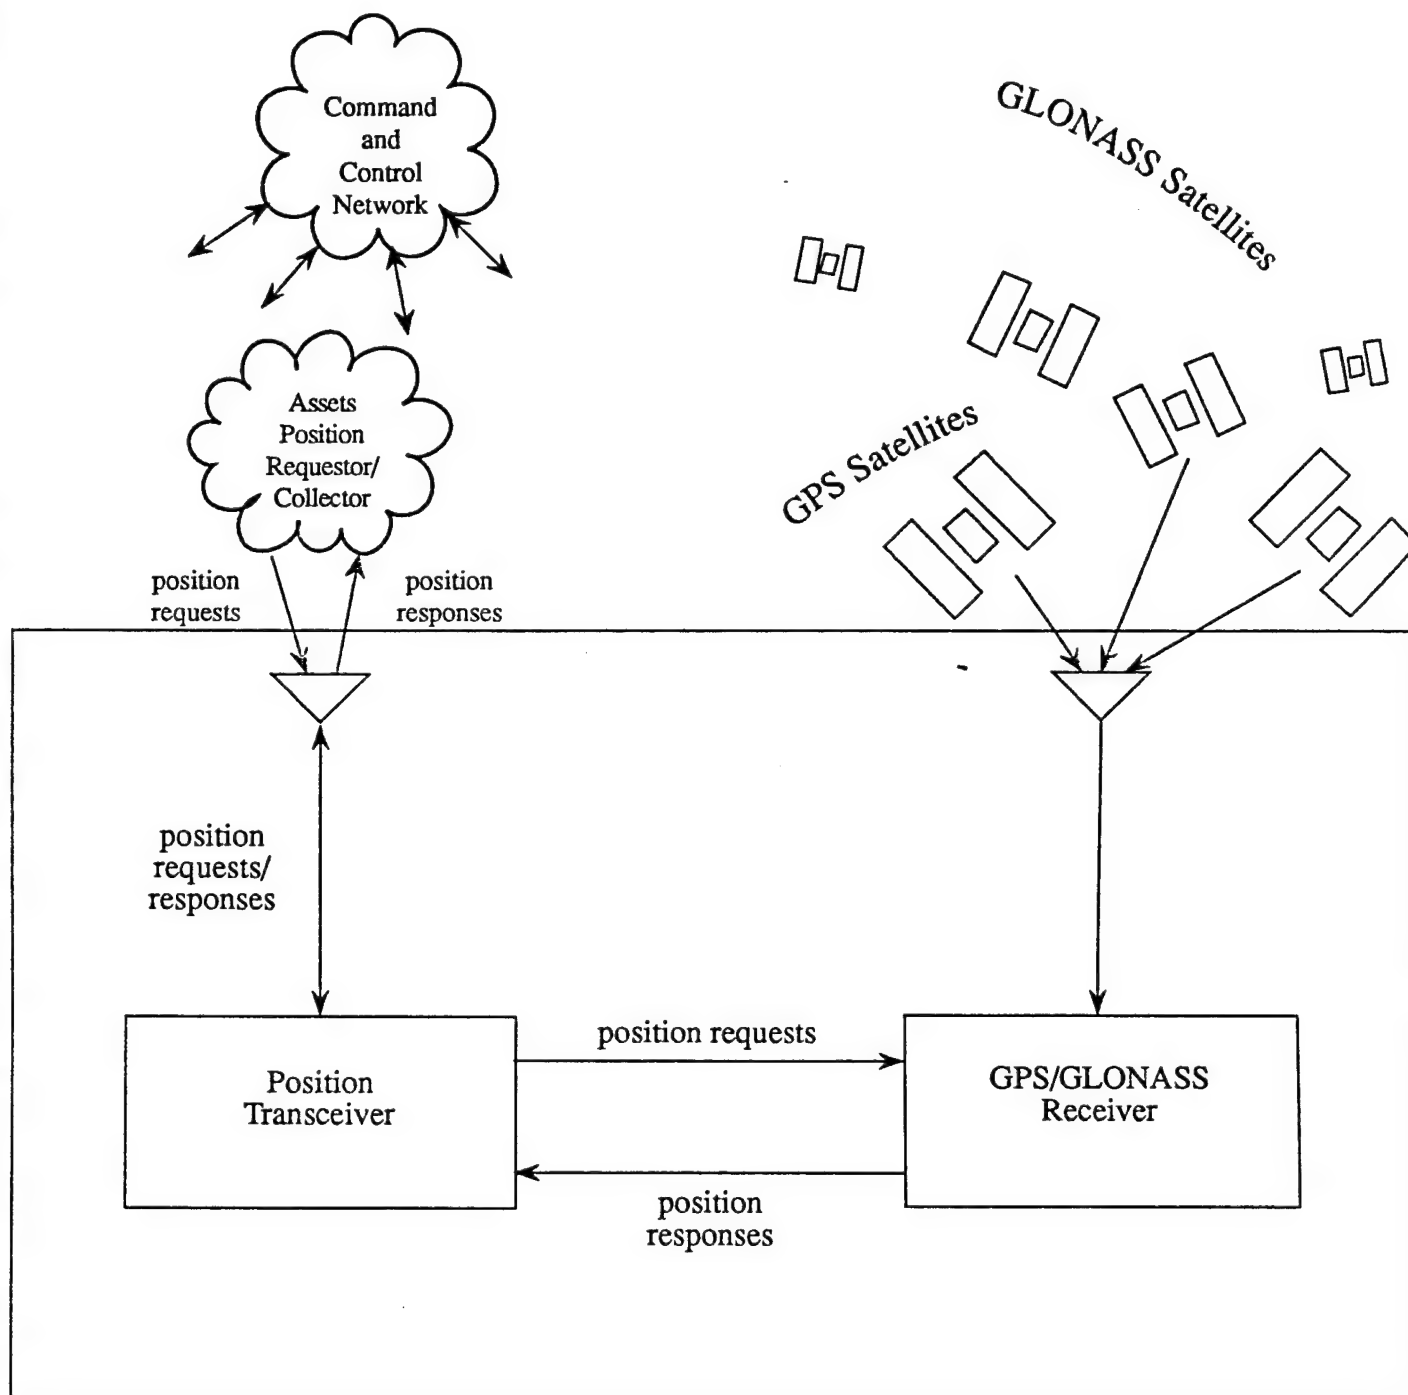 Command
and
Control
Network
GLONASS Satellites
Assets
Position
Requestor/
Collector
GPS Satellites
position
requests
position
responses
position
requests/
responses
position requests
Position
Transceiver
GPS/GLONASS
Receiver
position
responses